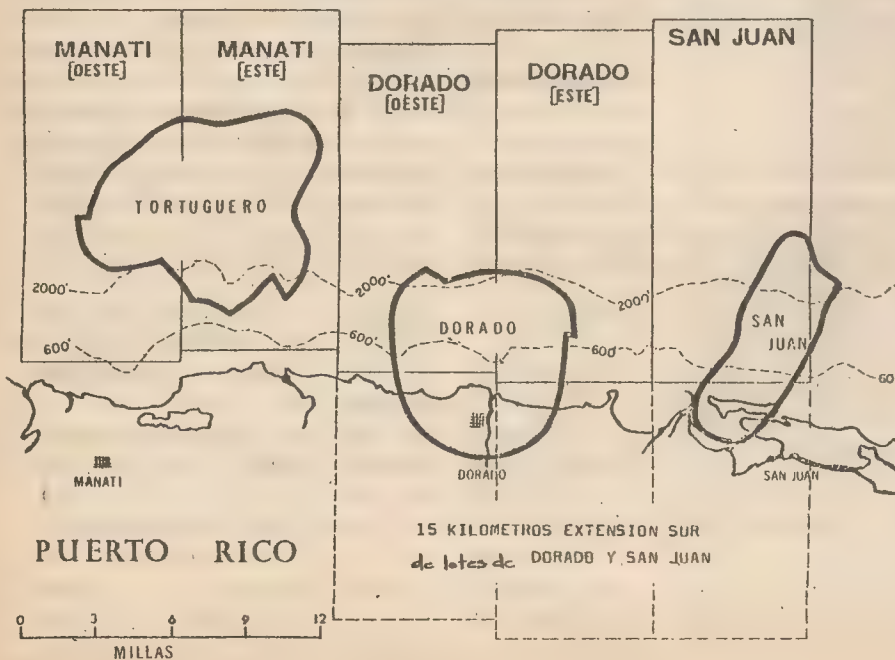 MANATI
[OESTE]
MANATI
[ESTE]
DORADO
[OESTE]
DORADO
[ESTE]
SAN JUAN
TORTUGUERO
2000'
2000'
2000'
DORADO
SAN
JUAN
600'
600'
600'
60
MANATI
DORADO
SAN JUAN
PUERTO RICO
15 KILOMETROS EXTENSION SUR
de lotes de DORADO Y SAN JUAN
0 3 6 9 12
MILLAS